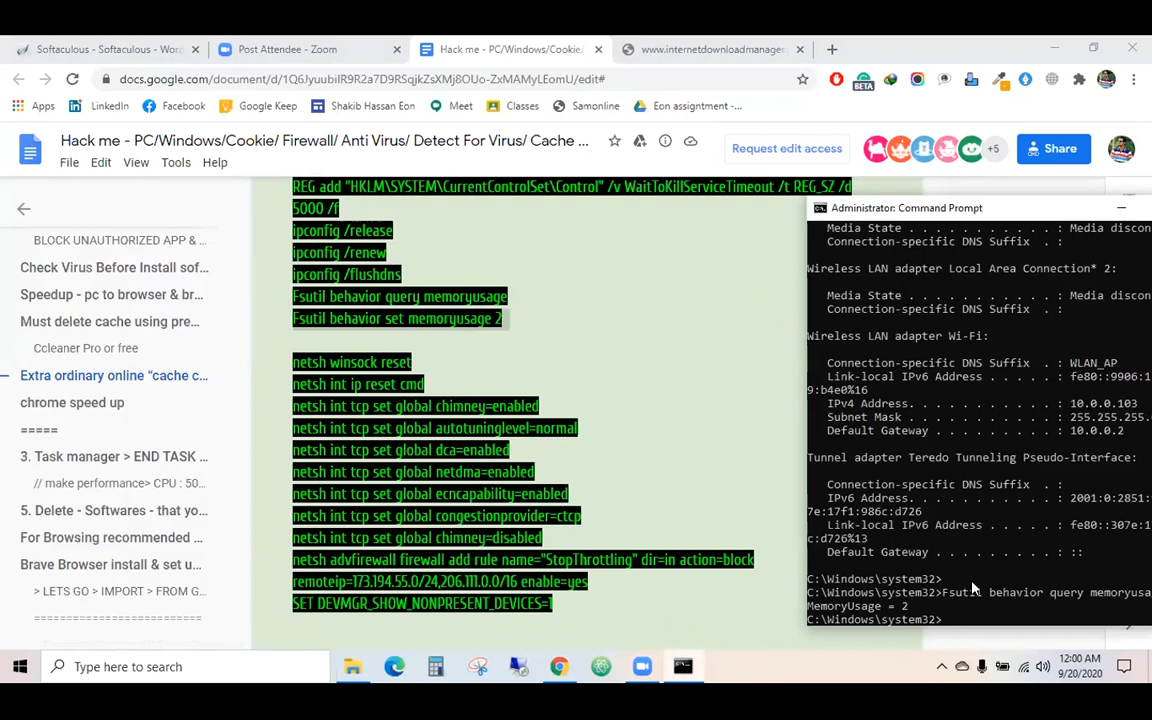 Softaculous - Softaculous - Wor
Post Attendee - Zoom
Hack me - PC/Windows/Cookie/
www.internetdownloadmanager
docs.google.com/document/d/1Q6JyuubiIR9R2a7D9RSqjkZsXMj8OUo-ZxMAMyLEomU/edit#
BETA
Apps
LinkedIn
Facebook
Google Keep
Shakib Hassan Eon
Meet
Classes
Samonline
Eon assigntment -...
Hack me - PC/Windows/Cookie/ Firewall/ Anti Virus/ Detect For Virus/ Cache ...
File Edit View Tools Help
Request edit access
+5
Share
BLOCK UNAUTHORIZED APP & ...
Check Virus Before Install sof...
Speedup - pc to browser & br...
Must delete cache using pre...
Ccleaner Pro or free
Extra ordinary online “cache c...
chrome speed up
=====
3. Task manager > END TASK ...
// make performance> CPU : 50...
5. Delete - Softwares - that yo...
For Browsing recommended ...
Brave Browser install & set u...
> LETS GO > IMPORT > FROM G...
REG add "HKLM\SYSTEM\CurrentControlSet\Control" /v WaitToKillServiceTimeout /t REG_SZ /d
5000 /f
ipconfig /release
ipconfig /renew
ipconfig /flushdns
Fsutil behavior query memoryusage
Fsutil behavior set memoryusage 2
netsh winsock reset
netsh int ip reset cmd
netsh int tcp set global chimney=enabled
netsh int tcp set global autotuninglevel=normal
netsh int tcp set global dca=enabled
netsh int tcp set global netdma=enabled
netsh int tcp set global ecncapability=enabled
netsh int tcp set global congestionprovider=ctcp
netsh int tcp set global chimney=disabled
netsh advfirewall firewall add rule name="StopThrottling" dir=in action=block
remoteip=173.194.55.0/24,206.111.0.0/16 enable=yes
SET DEVMGR_SHOW_NONPRESENT_DEVICES=1
Administrator: Command Prompt
Media State . . . . . . . . . . . : Media discon
Connection-specific DNS Suffix . :
Wireless LAN adapter Local Area Connection* 2:
Media State . . . . . . . . . . . : Media discon
Connection-specific DNS Suffix . :
Wireless LAN adapter Wi-Fi:
Connection-specific DNS Suffix . : WLAN_AP
Link-local IPv6 Address . . . . . : fe80::9906:1
9:b4e0%16
IPv4 Address. . . . . . . . . . . : 10.0.0.103
Subnet Mask . . . . . . . . . . . : 255.255.255.
Default Gateway . . . . . . . . . : 10.0.0.2
Tunnel adapter Teredo Tunneling Pseudo-Interface:
Connection-specific DNS Suffix . :
IPv6 Address. . . . . . . . . . . : 2001:0:2851:
7e:17f1:986c:d726
Link-local IPv6 Address . . . . . : fe80::307e:1
c:d726%13
Default Gateway . . . . . . . . . : ::
C:\Windows\system32>
C:\Windows\system32>Fsutil behavior query memoryusa
MemoryUsage = 2
C:\Windows\system32>
Type here to search
12:00 AM
9/20/2020